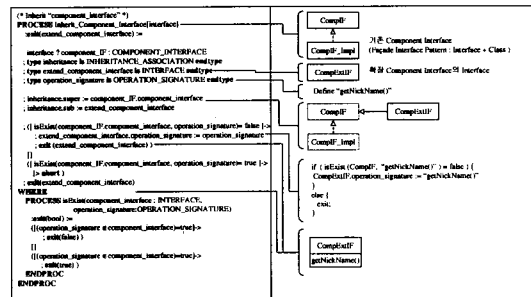 (* Inherit "component_interface" *)
PROCESS Inherit_Component_Interface[interface]
:exit(extend_component_interface) :=
interface ? component_IF : COMPONENT_INTERFACE
; type inheritance is INHERITANCE_ASSOCIATION endtype
; type extend_component_interface is INTERFACE endtype
; type operation_signature is OPERATION_SIGNATURE endtype
; inheritance.super := component_IF.component_interface
; inheritance.sub := extend_component_interface
; ([ isExist(component_IF.component_interface, operation_signature)= false ]->
; extend_component_interface.operation_signature := operation_signature
; exit (extend_component_interface) )
[]
([ isExist(component_IF.component_interface, operation_signature)= true ]->
[> abort )
; exit(extend_component_interface)
WHERE
PROCESS isExist(component_interface : INTERFACE,
operation_signature:OPERATION_SIGNATURE)
:exit(bool) :=
([(operation_signature ∈ component_interface)=true]->
; exit(false) )
[]
([(operation_signature ∈ component_interface)=true]->
; exit(true) )
ENDPROC
ENDPROC
CompIF
CompIF_Impl
기존 Component Interface
(Façade Interface Pattern : Interface + Class )
CompExtIF
확장 Component Interface의 Interface
Define "getNickName()"
CompIF
CompExtIF
CompIF_Impl
if ( isExist (CompIF, "getNickName()" ) = false ; {
CompExtIF.operation_signature := "getNickName()"
}
else {
exit;
}
CompExtIF
getNickName()